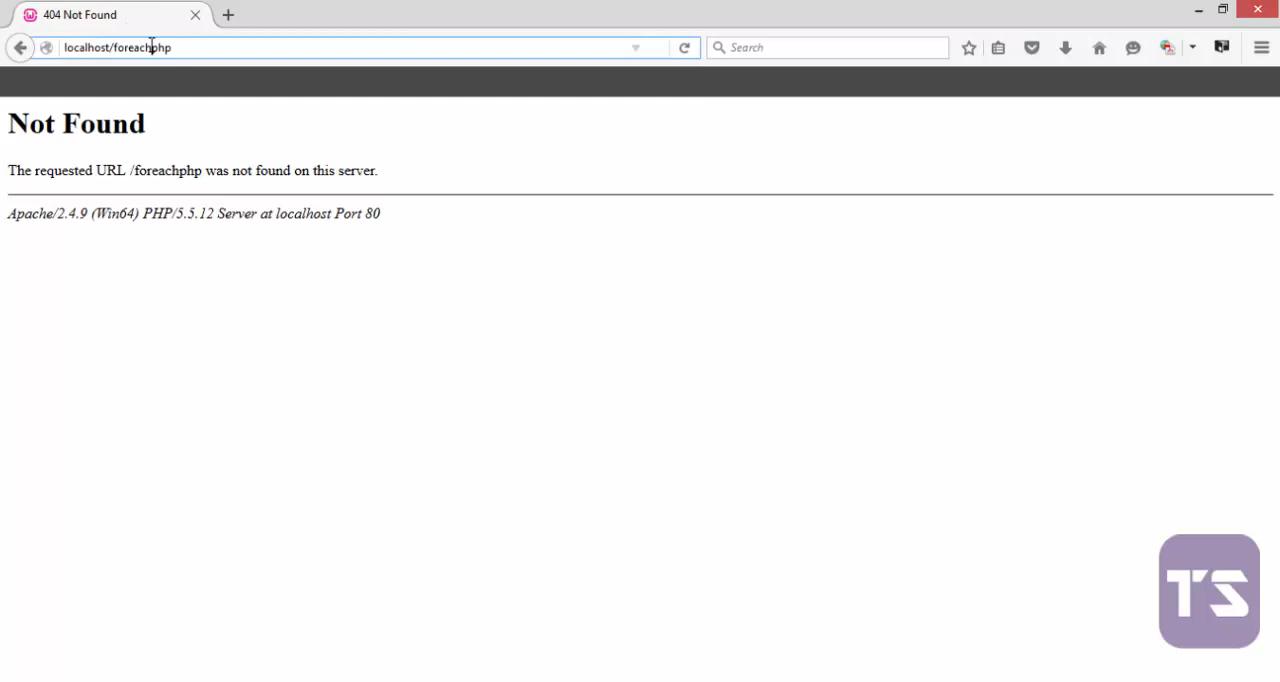 404 Not Found
localhost/foreachphp
Search
Not Found
The requested URL /foreachphp was not found on this server.
Apache/2.4.9 (Win64) PHP/5.5.12 Server at localhost Port 80
TS